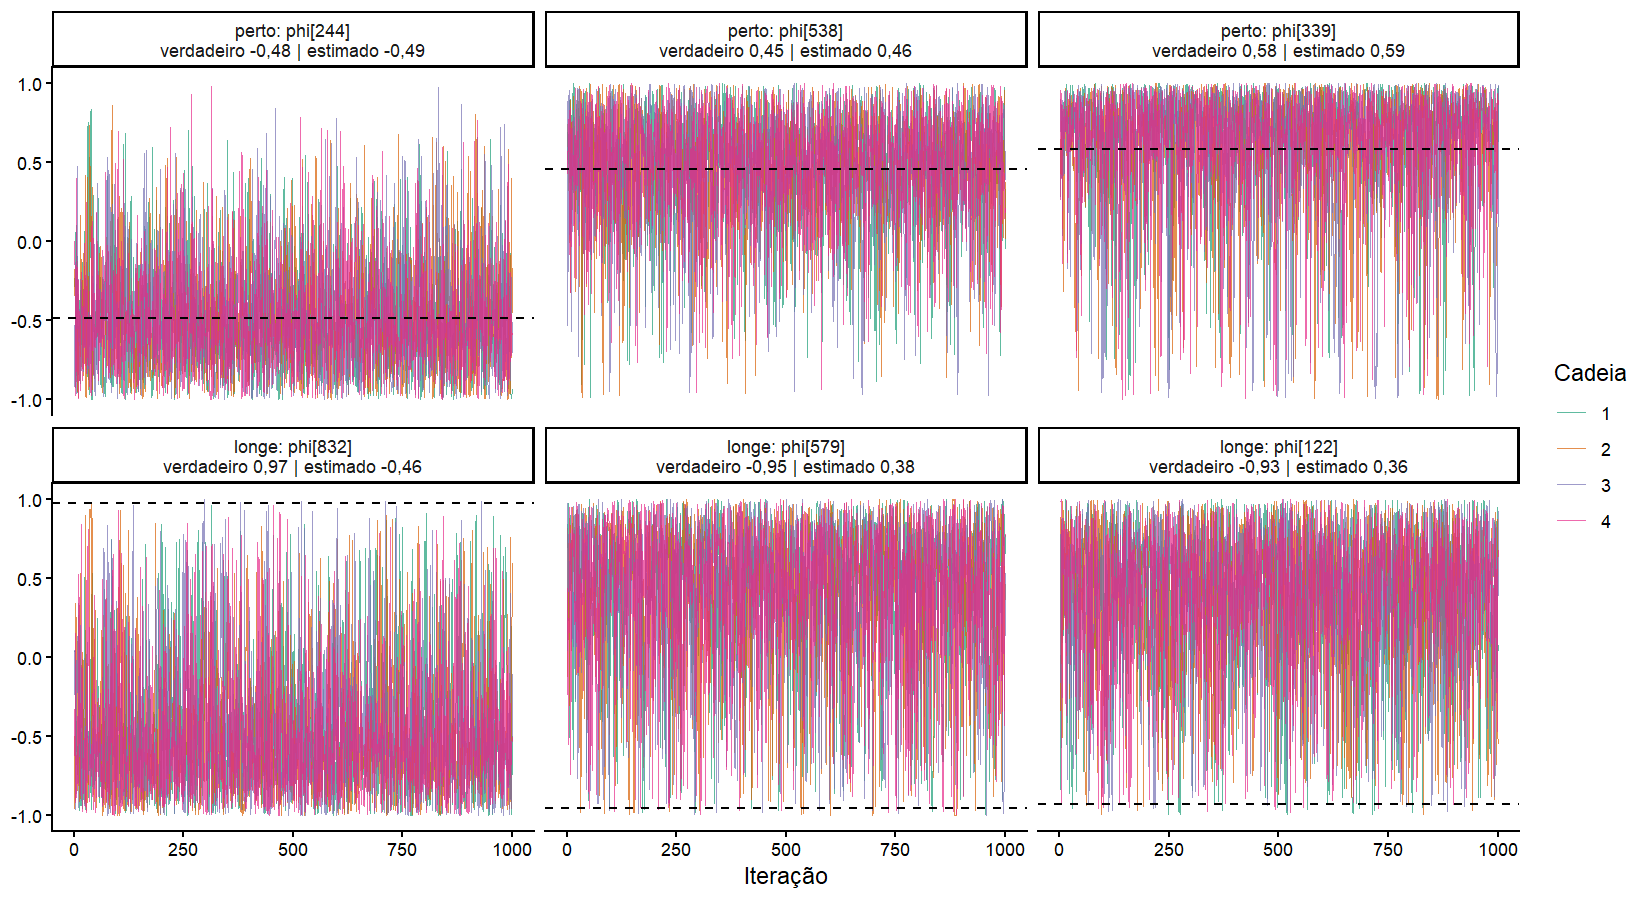 perto: phi[244]
verdadeiro -0,48 | estimado -0,49
perto: phi[538]
verdadeiro 0,45 | estimado 0,46
perto: phi[339]
verdadeiro 0,58 | estimado 0,59
1.0
0.5
0.0
-0.5
-1.0
longe: phi[832]
verdadeiro 0,97 | estimado -0,46
longe: phi[579]
verdadeiro -0,95 | estimado 0,38
longe: phi[122]
verdadeiro -0,93 | estimado 0,36
1.0
0.5
0.0
-0.5
-1.0
0 250 500 750 1000
0 250 500 750 1000
0 250 500 750 1000
Iteração
Cadeia
1
2
3
4